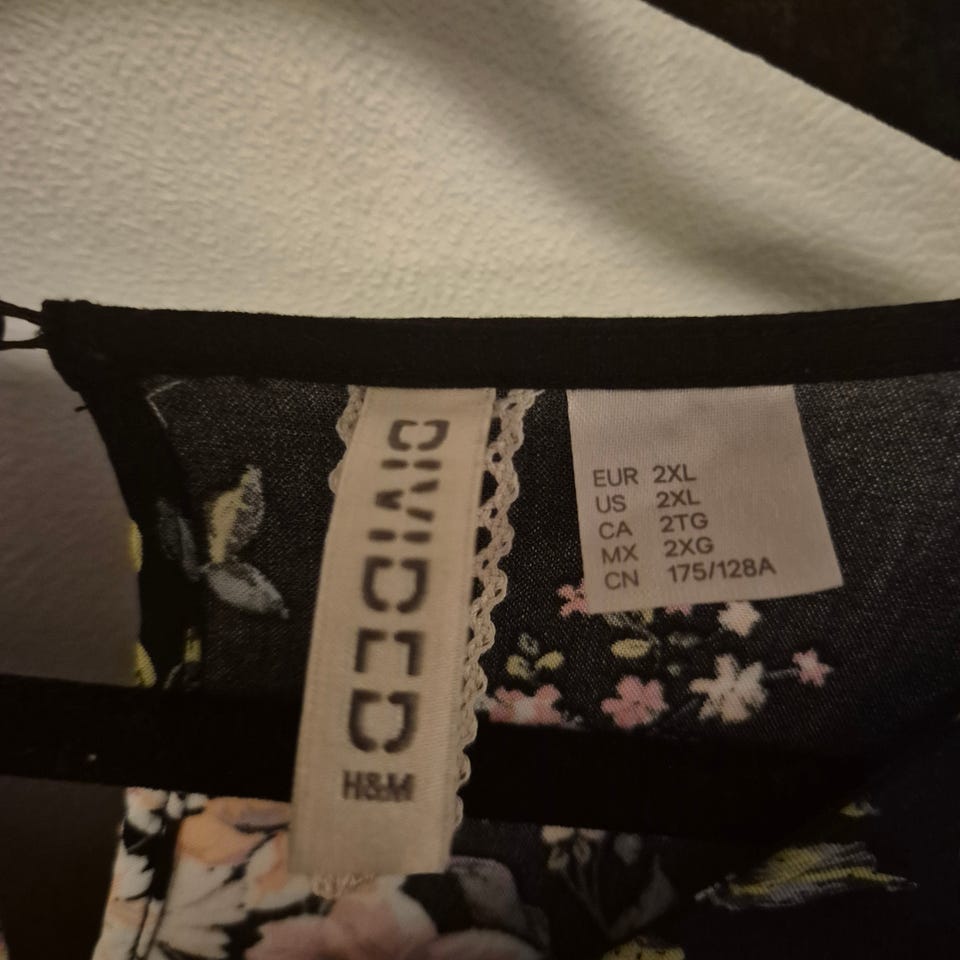 DIVIDED
H&M
EUR 2XL
US 2XL
CA 2TG
MX 2XG
CN 175/128A